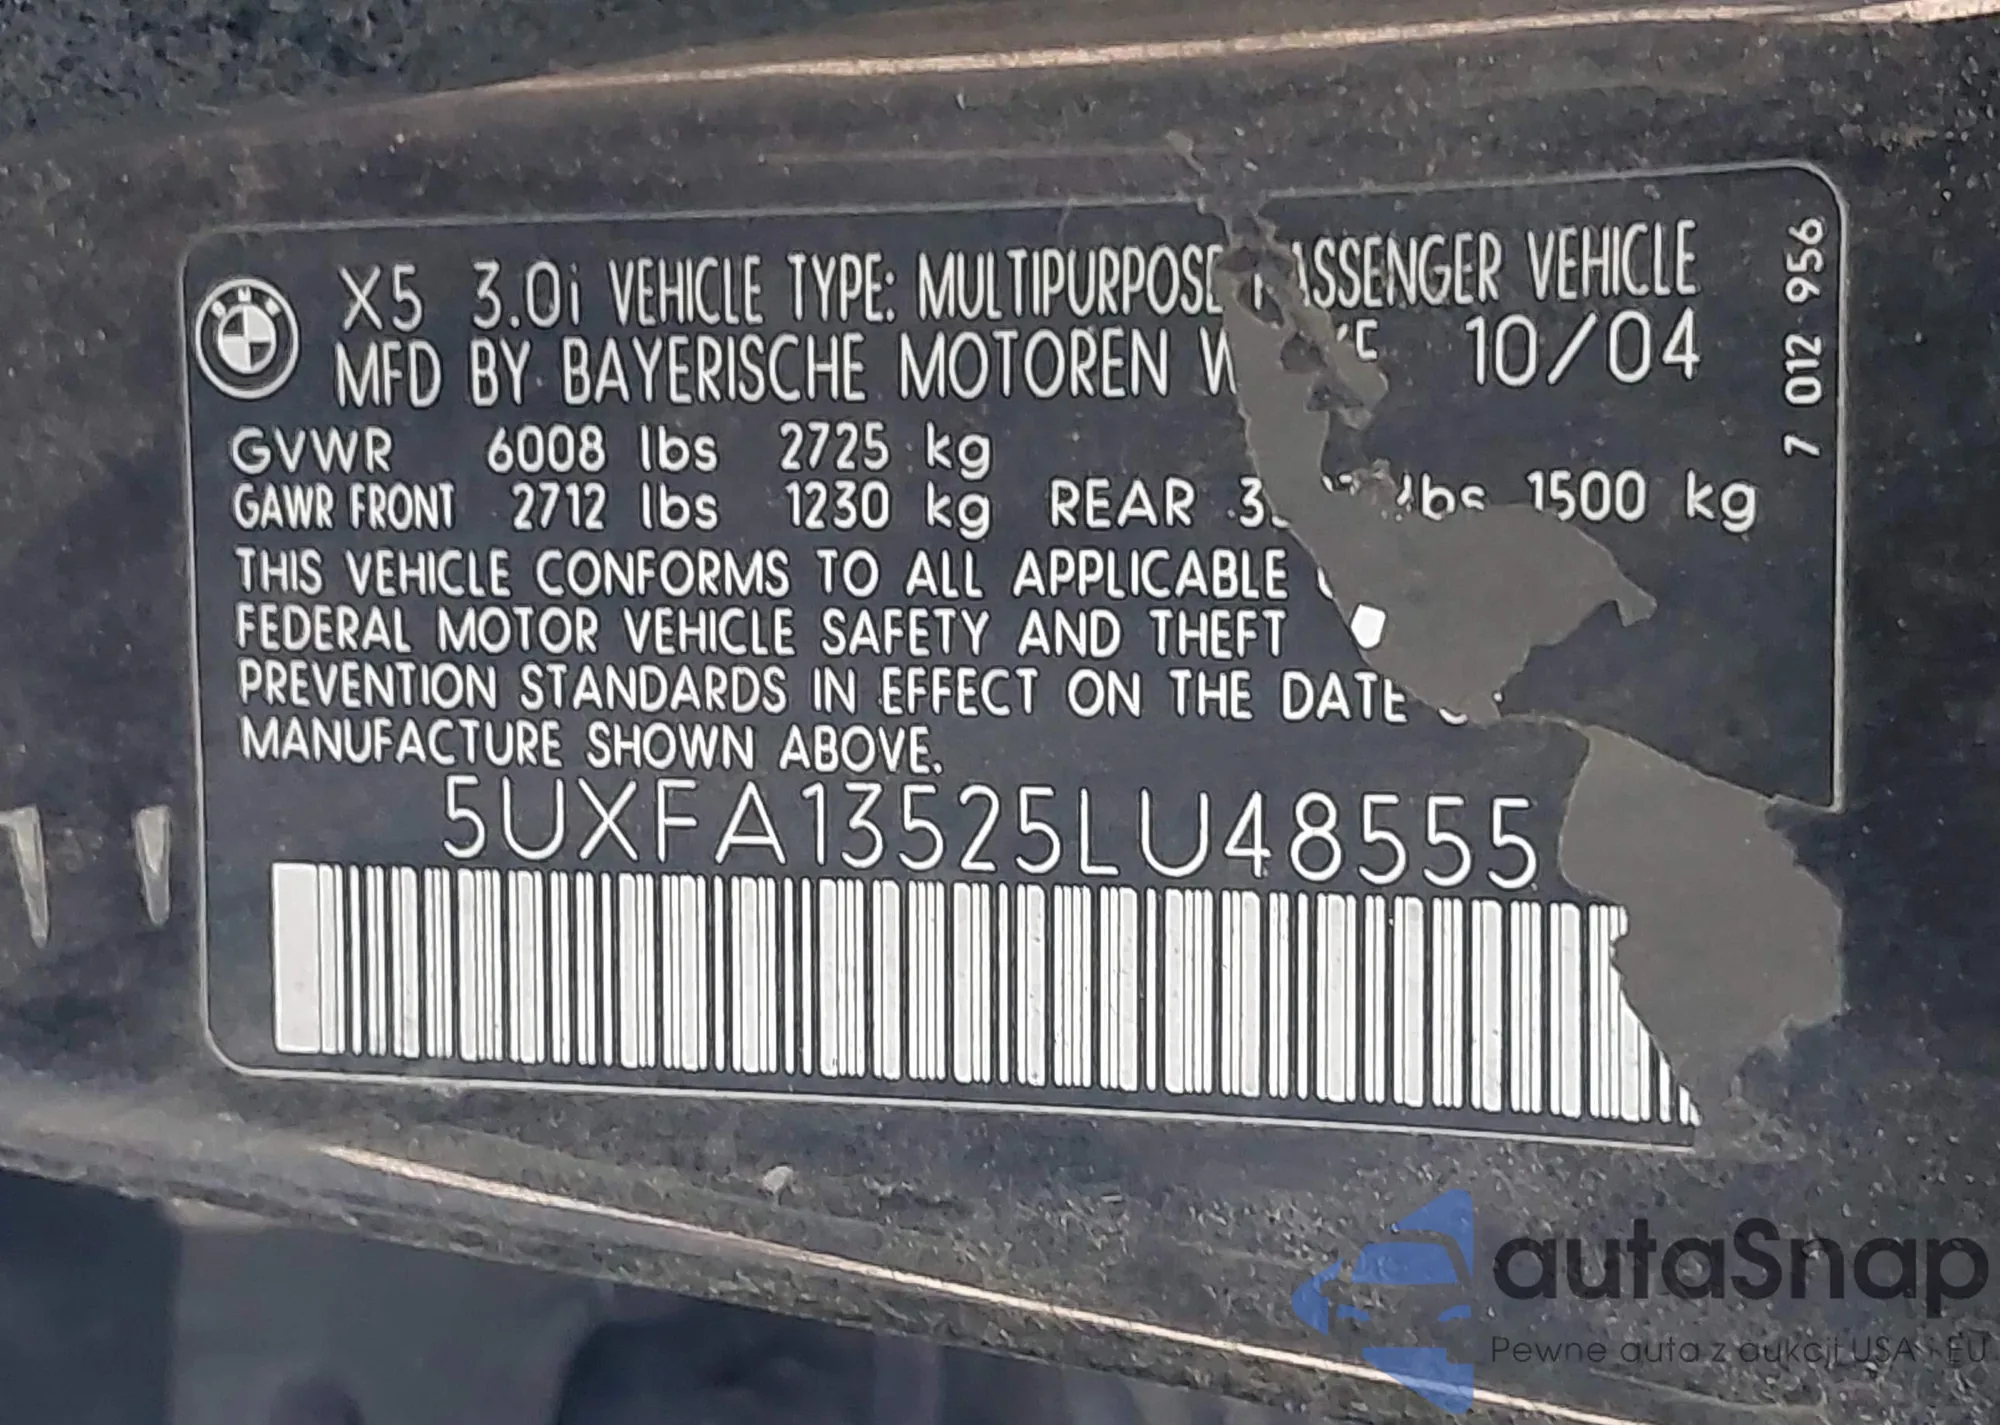 BMW
X5 3.0i VEHICLE TYPE: MULTIPURPOSE PASSENGER VEHICLE
MFD BY BAYERISCHE MOTOREN 10/04
GVWR 6008 lbs 2725 kg
GAWR FRONT 2712 lbs 1230 kg REAR lbs 1500 kg
THIS VEHICLE CONFORMS TO ALL APPLICABLE
FEDERAL MOTOR VEHICLE SAFETY AND THEFT
PREVENTION STANDARDS IN EFFECT ON THE DATE
MANUFACTURE SHOWN ABOVE.
5UXFA13525LU48555
7 012 956
autaSnap
Pewne auta z aukcji USA i EU